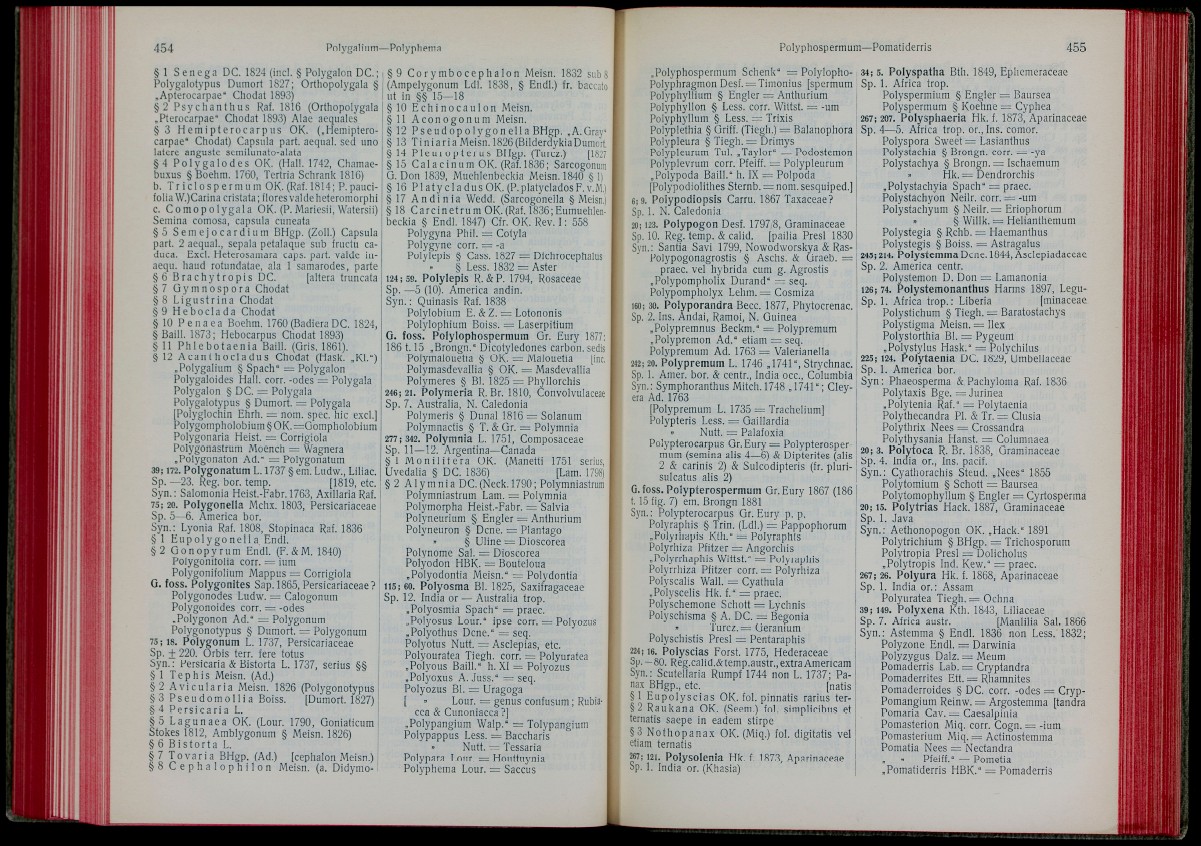 454
Polygalium—Polyphema
§ 1 Senega DC. 1824 (incl. § Polygalon DC.;
Polygalotypus Dumort 1827; Orthopolygala §
„Apterocarpae“ Chodat 1893)
§ 2 Psychanthus Raf. 1816 (Orthopolygala
„Pterocarpae“ Chodat 1893) Alae aequales
§ 3 Hemipterocarpus OK. („Hemiptero-
carpae“ Chodat) Capsula part. aequal. sed uno
latere anguste semilunato-alata
§ 4 Polygalodes OK. (Hall. 1742, Chamae-
buxus § Boehm. 1760, Tertria Schrank 1816)
b. Triclospermum OK. (Raf. 1814; P. pauci-
folia W.) Carina cristata; flores valde heteromorphi
c. Comopolygala OK. (P. Mariesii, Watersii)
Semina comosa, capsula cuneata
§ 5 Semejocardium BHgp. (Zoll.) Capsula
part. 2 aequal., sepala petalaque sub fructu ca-
duca. Excl. Heterosamara caps. part. valde in-
aequ. haud rotundatae, ala 1 samarodes, parte
§ 6 Brachytropis DC. [altera truncata
§ 7 Gymnospora Chodat
§ 8 Ligustrina Chodat
§ 9 Heboclada Chodat
§ 10 Penaea Boehm. 1760 (Badiera DC. 1824,
§ Baill. 1873; Hebocarpus Chodat 1893)
§ 11 Phlebotaenia Baill. (Gris. 1861).
§ 12 Acanthocladus Chodat (Hask. „Kl.“)
„Polygalium § Spach“ = Polygalon
Polygaloides Hall. corr. -odes = Polygala
Polygalon § DC. = Polygala
Polygalotypus § Dumort. = Polygala
[Polyglochin Ehrh. = nom. spec. hic excl.]
Polygompholobium § OK. = Gompholobium
Polygonaria Heist. = Corrigiola
Polygonastrum Moench = Wagnera
„Polygonaton Ad.“ = Polygonatum
39; 172. Polygonatum L. 1737 § em. Ludw., Liliac.
Sp. —23. Reg. bor. temp. [1819, etc.
Syn.: Salomonia Heist.-Fabr. 1763, Axillaria Raf.
75; 20. Polygonella Mchx. 1803, Persicariaceae
Sp. 5—6. America bor.
Syn.: Lyonia Raf. 1808, Stopinaca Raf. 1836
§ 1 Eupolygonella Endl.
§ 2 Gonopyrum Endl. (F. & M. 1840)
Polygonifolia corr. = ium
Polygonifolium Mappus = Corrigiola
G. foss. Polygonites Sap. 1865, Persicariaceae?
Polygonodes Ludw. = Calogonum
Polygonoides corr. = -odes
„Polygonon Ad.“ = Polygonum
Polygonotypus § Dumort. = Polygonum
75; 18. Polygonum L. 1737, Persicariaceae
Sp. ± 220. Orbis terr. fere totus
Syn.: Persicaria & Bistorta L. 1737, serius §§
§ 1 Tephis Meisn. (Ad.)
§ 2 Avicularia Meisn. 1826 (Polygonotypus
§ 3 Pseudomollia Boiss. [Dumort. 1827)
§ 4 Persicaria L.
§ 5 Lagunaea OK. (Lour. 1790, Goniaticum
Stokes 1812, Amblygonum § Meisn. 1826)
§ 6 Bistorta L.
§ 7 Tovaria BHgp. (Ad.) [cephalon Meisn.)
§ 8 Cephalophilon Meisn. (a. Didymo-
§ 9 Corymbocephalon Meisn. 1832 sub 8
(Ampelygonum Ldl. 1838, § Endl.) fr. baccato
ut in §§ 15—18
§ 10 Echinocaulon Meisn.
§ 11 Aconogonum Meisn.
§ 12 Pseudopolygonella BHgp. „A. Gray“
§ 13 Tiniaria Meisn. 1826 (Bilderdykia Dumort.
§ 14 Pleuropterus BHgp. (Turcz.) [1827
§ 15 Calacinum OK. (Raf. 1836; Sarcogonum
G. Don 1839, Muehlenbeckia Meisn. 1840 § 1)
§ 16 Platycladus OK. (P. platyclados F. v. M.)
§ 17 Andinia Wedd. (Sarcogonella § Meisn.)
§ 18 Carcinetrum OK. (Raf. 1836; Eumuehlen-
beckia § Endl. 1847) Cfr. OK. Rev. I: 558
Polygyna Phil. = Cotyla
Polygyne corr. = -a
Polylepis § Cass. 1827 = Dichrocephalus
„ § Less. 1832 = Aster
124; 59. Polylepis R. & P. 1794, Rosaceae
Sp. —5 (10). America andin.
Syn.: Quinasis Raf. 1838
Polylobium E. & Z. = Lotononis
Polylophium Boiss. = Laserpitium
G. foss. Polylophospermum Gr. Eury 1877;
186 t. 15 „Brongn.“ Dicotyledones carbon. sedis
Polymalouetia § OK. = Malouetia [inc.
Polymasdevallia § OK. = Masdevallia
Polymeres § Bl. 1825 = Phyllorchis
246; 21. Polymeria R. Br. 1810, Convolvulaceae
Sp. 7. Australia, N. Caledonia
Polymeris § Dunal 1816 = Solanum
Polymnactis § T. & Gr. = Polymnia
277; 342. Polymnia L. 1751, Compositaceae
Sp. 11—12. Argentina—Canada
§ 1 Monilifera OK. (Manetti 1751 serius,
Uvedalia § DC. 1836) [Lam. 1798]
§ 2 Alymnia DC. (Neck. 1790; Polymniastrum
Polymniastrum Lam. = Polymnia
Polymorpha Heist.-Fabr. = Salvia
Polyneurium § Engler = Anthurium
Polyneuron § Dcne. = Plantago
„ § Uline = Dioscorea
Polynome Sal. = Dioscorea
Polyodon HBK. = Bouteloua
„Polyodontia Meisn.“ = Polydontia
115; 60. Polyosma Bl. 1825, Saxifragaceae
Sp. 12. India or — Australia trop.
„Polyosmia Spach“ = praec.
„Polyosus Lour.“ ipse corr. = Polyozus
„Polyothus Dcne.“ = seq.
Polyotus Nutt. = Asclepias, etc.
Polyouratea Tiegh. corr. = Polyuratea
„Polyous Baill.“ h. XI = Polyozus
„Polyoxus A. Juss.“ = seq.
Polyozus Bl. = Uragoga
[ „ Lour. = genus confusum; Rubia-
cea & Cunoniacea?]
„Polypangium Walp.“ = Tolypangium
Polypappus Less. = Baccharis
„ Nutt. = Tessaria
Polypara Lour. = Houttuynia
Polyphema Lour. = Saccus
Polyphospermum—Pomatiderris
455
„Polyphospermum Schenk“ = Polylopho-
Polyphragmon Desf. = Timonius [spermum
Polyphyllium § Engler = Anthurium
Polyphyllon § Less. corr. Wittst. = -um
Polyphyllum § Less. = Trixis
Polyplethia § Griff. (Tiegh.) = Balanophora
Polypleura § Tiegh. = Drimys
Polypleurum Tul. „Taylor“ = Podostemon
Polyplevrum corr. Pfeiff. = Polypleurum
„Polypoda Baill.“ h. IX = Polpoda
[Polypodiolithes Sternb. = nom. sesquiped.]
6; 9. Polypodiopsis Carru. 1867 Taxaceae?
Sp. 1. N. Caledonia
20; 123. Polypogon Desf. 1797/8, Graminaceae
Sp. 10. Reg. temp. & calid. [pailia Presl 1830
Syn.: Santia Savi 1799, Nowodworskya & Ras-
Polypogonagrostis § Aschs. & Graeb. =
praec. vel hybrida cum g. Agrostis
„Polypompholix Durand“ = seq.
Polypompholyx Lehm. = Cosmiza
160; 30. Polyporandra Becc. 1877, Phytocrenac.
Sp. 2. Ins. Andai, Ramoi, N. Guinea
„Polypremnus Beckm.“ = Polypremum
„Polypremon Ad.“ etiam = seq.
Polypremum Ad. 1763 = Valerianella
242; 20. Polypremum L. 1746 „1741“, Strychnac.
Sp. 1. Amer. bor. & centr., India occ., Columbia
Syn.: Symphoranthus Mitch. 1748 „1741“; Cley-
era Ad. 1763
[Polypremum L. 1735 = Trachelium]
Polypteris Less. = Gaillardia
„ Nutt. = Palafoxia
Polypterocarpus Gr. Eury = Polypterosper-
mum (semina alis 4—6) & Dipterites (alis
2 & carinis 2) & Sulcodipteris (fr. pluri-
sulcatus alis 2)
G. foss. Polypterospermum Gr. Eury 1867 (186
t. 15 fig. 7) em. Brongn 1881
Syn.: Polypterocarpus Gr. Eury p. p.
Polyraphis § Trin. (Ldl.) = Pappophorum
„Polyrhapis Kth.“ = Polyraphis
Polyrhiza Pfitzer = Angorchis
„Polyrrhaphis Wittst.“ = Polyraphis
Polyrrhiza Pfitzer corr. = Polyrhiza
Polyscalis Wall. = Cyathula
„Polyscelis Hk. f.“ = praec.
Polyschemone Schott = Lychnis
Polyschisma § A. DC. = Begonia
„ Turcz. = Geranium
Polyschistis Presl = Pentaraphis
224; 16. Polyscias Forst. 1775, Hederaceae
Sp. — 80. Reg. calid. & temp. austr., extra Americam
Syn.: Scutellaria Rumpf 1744 non L. 1737; Pa-
nax BHgp., etc. [natis
§ 1 Eupolyscias OK. fol. pinnatis rarius ter-
§ 2 Raukana OK. (Seem.) fol. simplicibus et
ternatis saepe in eadem stirpe
§ 3 Nothopanax OK. (Miq.) fol. digitatis vel
etiam ternatis
267; 121. Polysolenia Hk. f. 1873, Aparinaceae
Sp. 1. India or. (Khasia)
34; 5. Polyspatha Bth. 1849, Ephemeraceae
Sp. 1. Africa trop.
Polyspermium § Engler = Baursea
Polyspermum § Koehne = Cyphea
267; 207. Polysphaeria Hk. f. 1873, Aparinaceae
Sp. 4—5. Africa trop. or., Ins. comor.
Polyspora Sweet = Lasianthus
Polystachia § Brongn. corr. = -ya
Polystachya § Brongn. = Ischaemum
„ Hk. = Dendrorchis
„Polystachyia Spach“ = praec.
Polystachyon Neilr. corr. = -um
Polystachyum § Neilr. = Eriophorum
„ § Willk. = Helianthemum
Polystegia § Rchb. = Haemanthus
Polystegis § Boiss. = Astragalus
245; 214. Polystemma Dcne. 1844, Asclepiadaceae
Sp. 2. America centr.
Polystemon D. Don = Lamanonia
126; 74. Polystemonanthus Harms 1897, Legu-
Sp. 1. Africa trop.: Liberia [minaceae
Polystichum § Tiegh. = Baratostachys
Polystigma Meisn. = Ilex
Polystorthia Bl. = Pygeum
„Polystylus Hask.“ = Polychilus
225; 124. Polytaenia DC. 1829, Umbellaceae
Sp. 1. America bor.
Syn: Phaeosperma & Pachyloma Raf. 1836
Polytaxis Bge. = Jurinea
„Polytenia Raf.“ = Polytaenia
Polythecandra Pl. & Tr. = Clusia
Polythrix Nees = Crossandra
Polythysania Hanst. = Columnaea
20; 3. Polytoca R. Br. 1838, Graminaceae
Sp. 4. India or., Ins. pacif.
Syn.: Cyathorachis Steud. „Nees“ 1855
Polytomium § Schott = Baursea
Polytomophyllum § Engler = Cyrtosperma
20; 15. Polytrias Hack. 1887, Graminaceae
Sp. 1. Java
Syn.: Aethonopogon OK. „Hack.“ 1891
Polytrichium § BHgp. = Trichosporum
Polytropia Presl = Dolicholus
„Polytropis Ind. Kew.“ = praec.
267; 26. Polyura Hk. f. 1868, Aparinaceae
Sp. 1. India or.: Assam
Polyuratea Tiegh. = Ochna
39; 149. Polyxena Kth. 1843, Liliaceae
Sp. 7. Africa austr. [Manlilia Sal. 1866
Syn.: Astemma § Endl. 1836 non Less. 1832;
Polyzone Endl. = Darwinia
Polyzygus Dalz. = Meum
Pomaderris Lab. = Cryptandra
Pomaderrites Ett. = Rhamnites
Pomaderroides § DC. corr. -odes = Cryp-
Pomangium Reinw. = Argostemma [tandra
Pomaria Cav. = Caesalpinia
Pomasterion Miq. corr. Cogn. = -ium
Pomasterium Miq. = Actinostemma
Pomatia Nees = Nectandra
„ „ Pfeiff.“ = Pometia
„Pomatiderris HBK.“ = Pomaderris